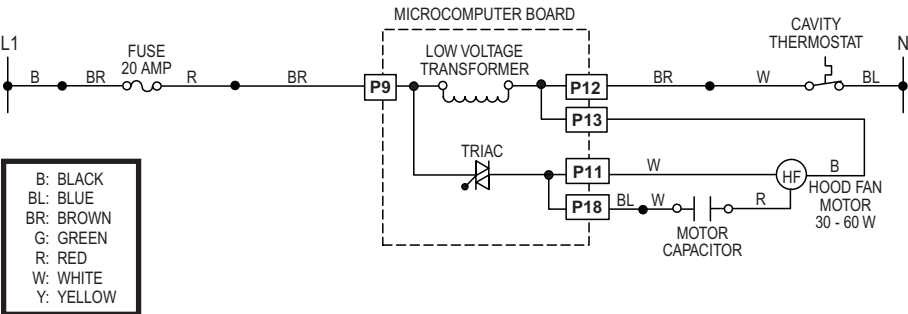 MICROCOMPUTER BOARD
L1
FUSE
20 AMP
LOW VOLTAGE
TRANSFORMER
CAVITY
THERMOSTAT
N
B BR R BR P9 P12 BR W BL
P13
TRIAC
P11 W HF B
P18 BL W R
HOOD FAN
MOTOR
30 - 60 W
MOTOR
CAPACITOR
B: BLACK
BL: BLUE
BR: BROWN
G: GREEN
R: RED
W: WHITE
Y: YELLOW